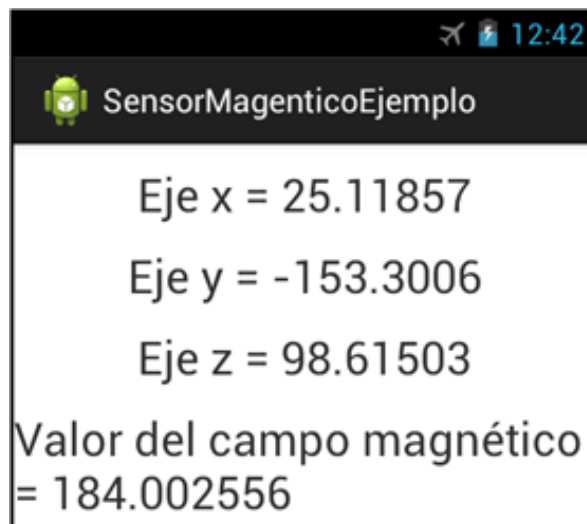 12:42
SensorMagenticoEjemplo
Eje x = 25.11857
Eje y = -153.3006
Eje z = 98.61503
Valor del campo magnético
= 184.002556